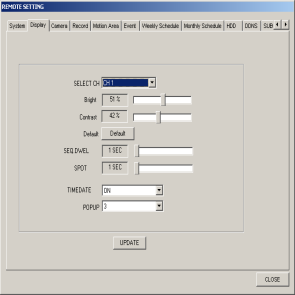 REMOTE SETTING
System Display Camera Record Motion Area Event Weekly Schedule Monthly Schedule HDD DDNS SUB
SELECT CH CH 1
Bright 51 %
Contrast 42 %
Default Default
SEQ.DWEL 1 SEC
SPOT 1 SEC
TIMEDATE ON
POPUP 3
UPDATE
CLOSE